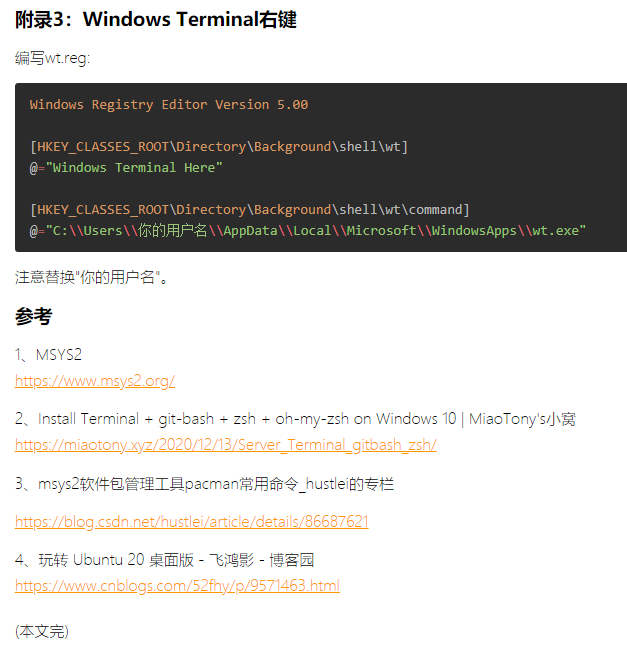 附录3：Windows Terminal右键
编写wt.reg:
Windows Registry Editor Version 5.00
[HKEY_CLASSES_ROOT\Directory\Background\shell\wt]
@="Windows Terminal Here"
[HKEY_CLASSES_ROOT\Directory\Background\shell\wt\command]
@="C:\\Users\\你的用户名\\AppData\\Local\\Microsoft\\WindowsApps\\wt.exe"
注意替换"你的用户名"。
参考
1、MSYS2
https://www.msys2.org/
2、Install Terminal + git-bash + zsh + oh-my-zsh on Windows 10 | MiaoTony's小窝
https://miaotony.xyz/2020/12/13/Server_Terminal_gitbash_zsh/
3、msys2软件包管理工具pacman常用命令_hustlei的专栏
https://blog.csdn.net/hustlei/article/details/86687621
4、玩转 Ubuntu 20 桌面版 - 飞鸿影 - 博客园
https://www.cnblogs.com/52fhy/p/9571463.html
(本文完)